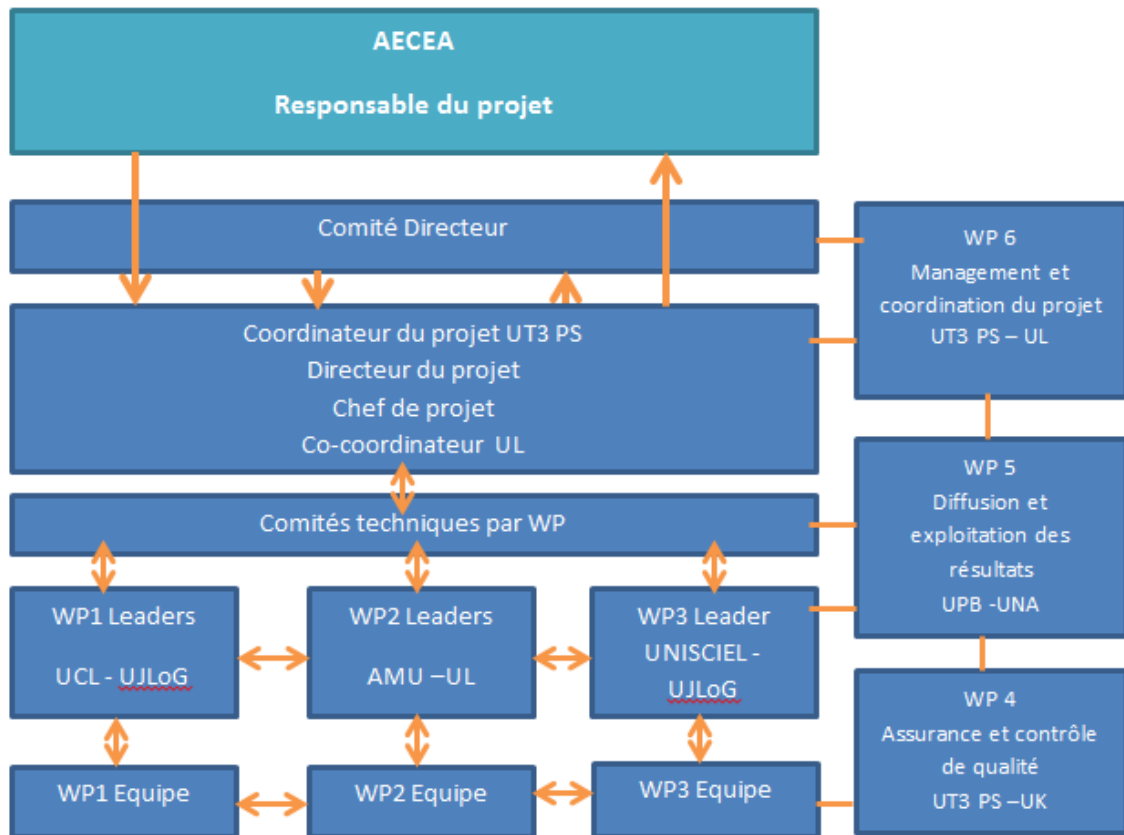 AECEA
Responsable du projet
Comité Directeur
WP 6
Management et
coordination du projet
UT3 PS – UL
Coordinateur du projet UT3 PS
Directeur du projet
Chef de projet
Co-coordinateur UL
WP 5
Diffusion et
exploitation des
résultats
UPB -UNA
Comités techniques par WP
WP1 Leaders
UCL - UJLoG
WP2 Leaders
AMU –UL
WP3 Leader
UNISCIEL -
UJLoG
WP 4
Assurance et contrôle
de qualité
UT3 PS –UK
WP1 Equipe
WP2 Equipe
WP3 Equipe